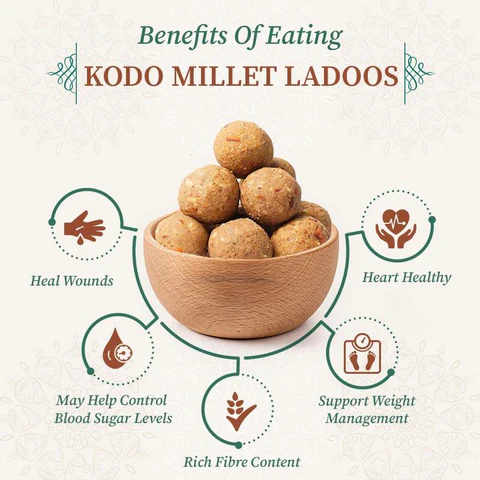 Benefits Of Eating
KODO MILLET LADOOS
Heal Wounds
Heart Healthy
May Help Control
Blood Sugar Levels
Support Weight
Management
Rich Fibre Content